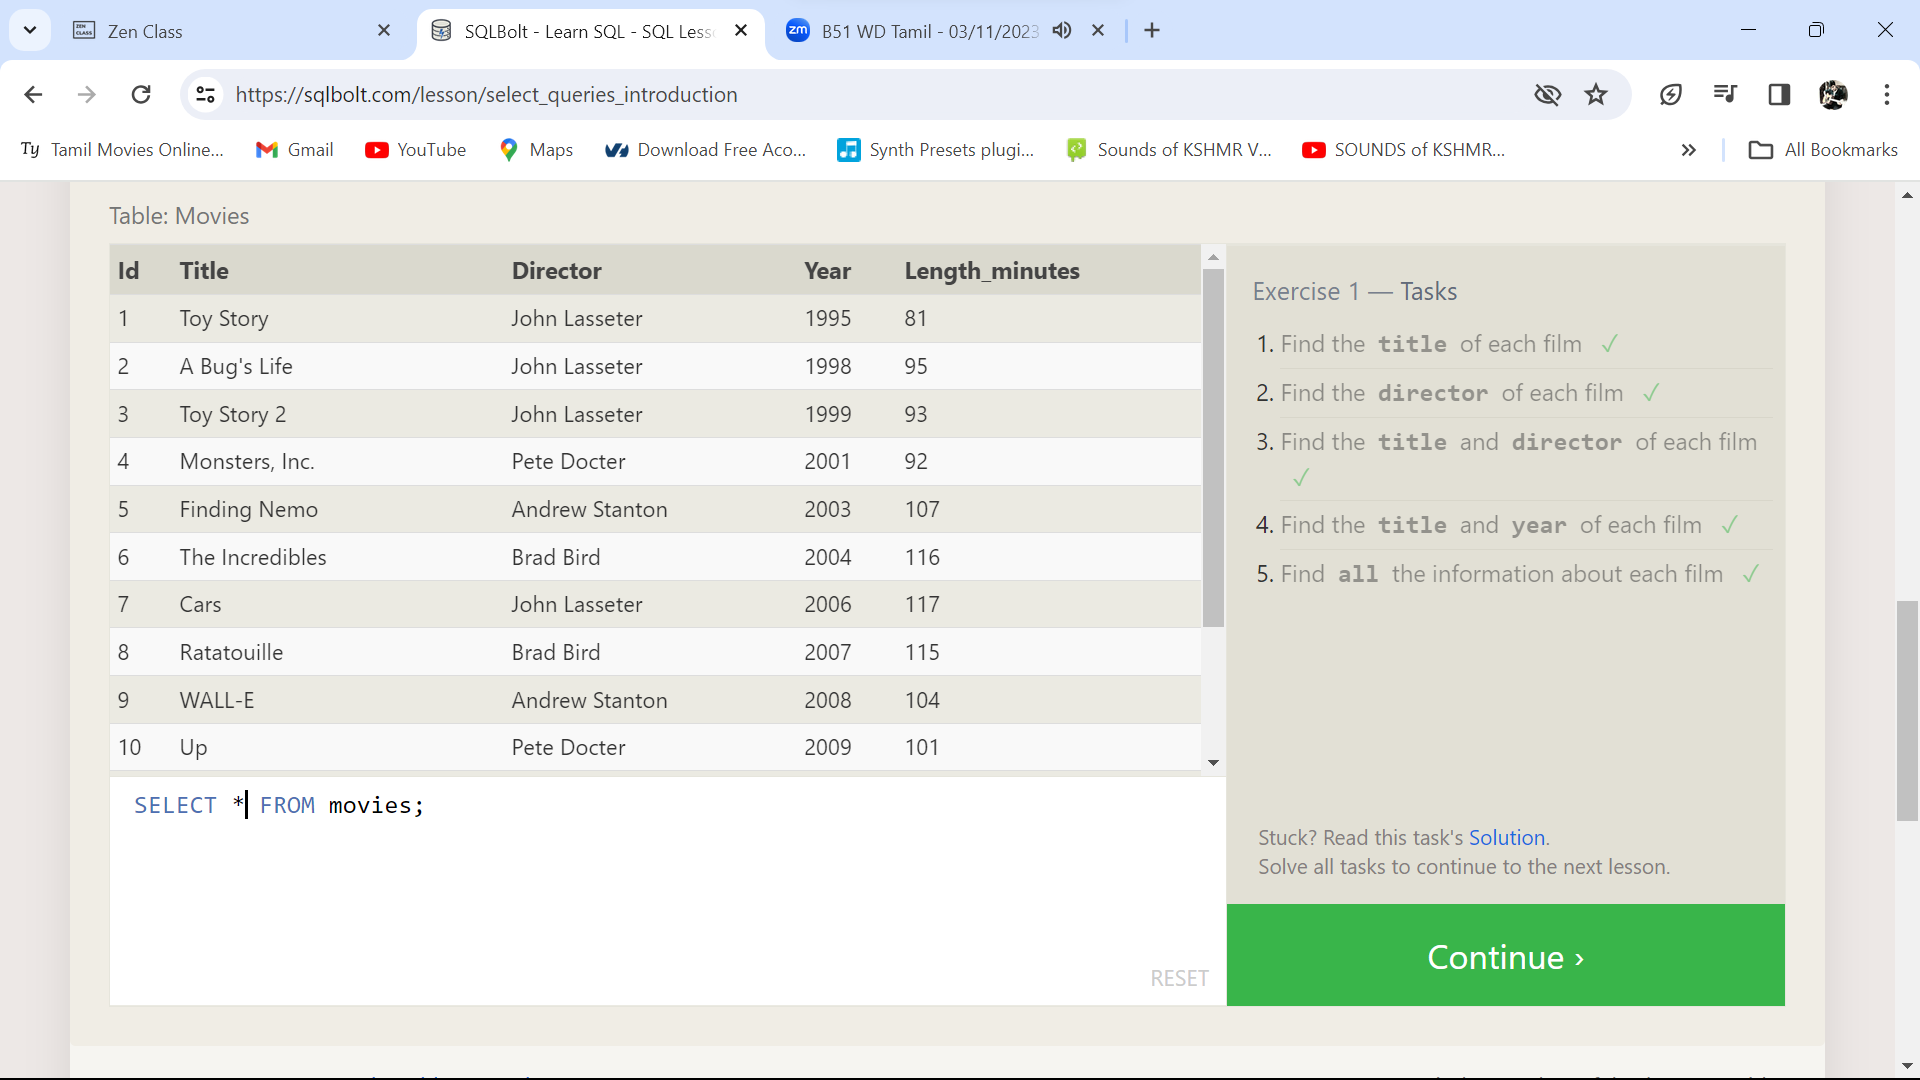 Zen Class
SQLBolt - Learn SQL - SQL Less
zm B51 WD Tamil - 03/11/2023
https://sqlbolt.com/lesson/select_queries_introduction
Ty Tamil Movies Online...
Gmail
YouTube
Maps
Download Free Aco...
Synth Presets plugi...
Sounds of KSHMR V...
SOUNDS of KSHMR...
»
All Bookmarks
Table: Movies
Id Title Director Year Length_minutes
1 Toy Story John Lasseter 1995 81
2 A Bug's Life John Lasseter 1998 95
3 Toy Story 2 John Lasseter 1999 93
4 Monsters, Inc. Pete Docter 2001 92
5 Finding Nemo Andrew Stanton 2003 107
6 The Incredibles Brad Bird 2004 116
7 Cars John Lasseter 2006 117
8 Ratatouille Brad Bird 2007 115
9 WALL-E Andrew Stanton 2008 104
10 Up Pete Docter 2009 101
SELECT * FROM movies;
RESET
Exercise 1 — Tasks
1. Find the title of each film ✓
2. Find the director of each film ✓
3. Find the title and director of each film
✓
4. Find the title and year of each film ✓
5. Find all the information about each film ✓
Stuck? Read this task's Solution.
Solve all tasks to continue to the next lesson.
Continue ›